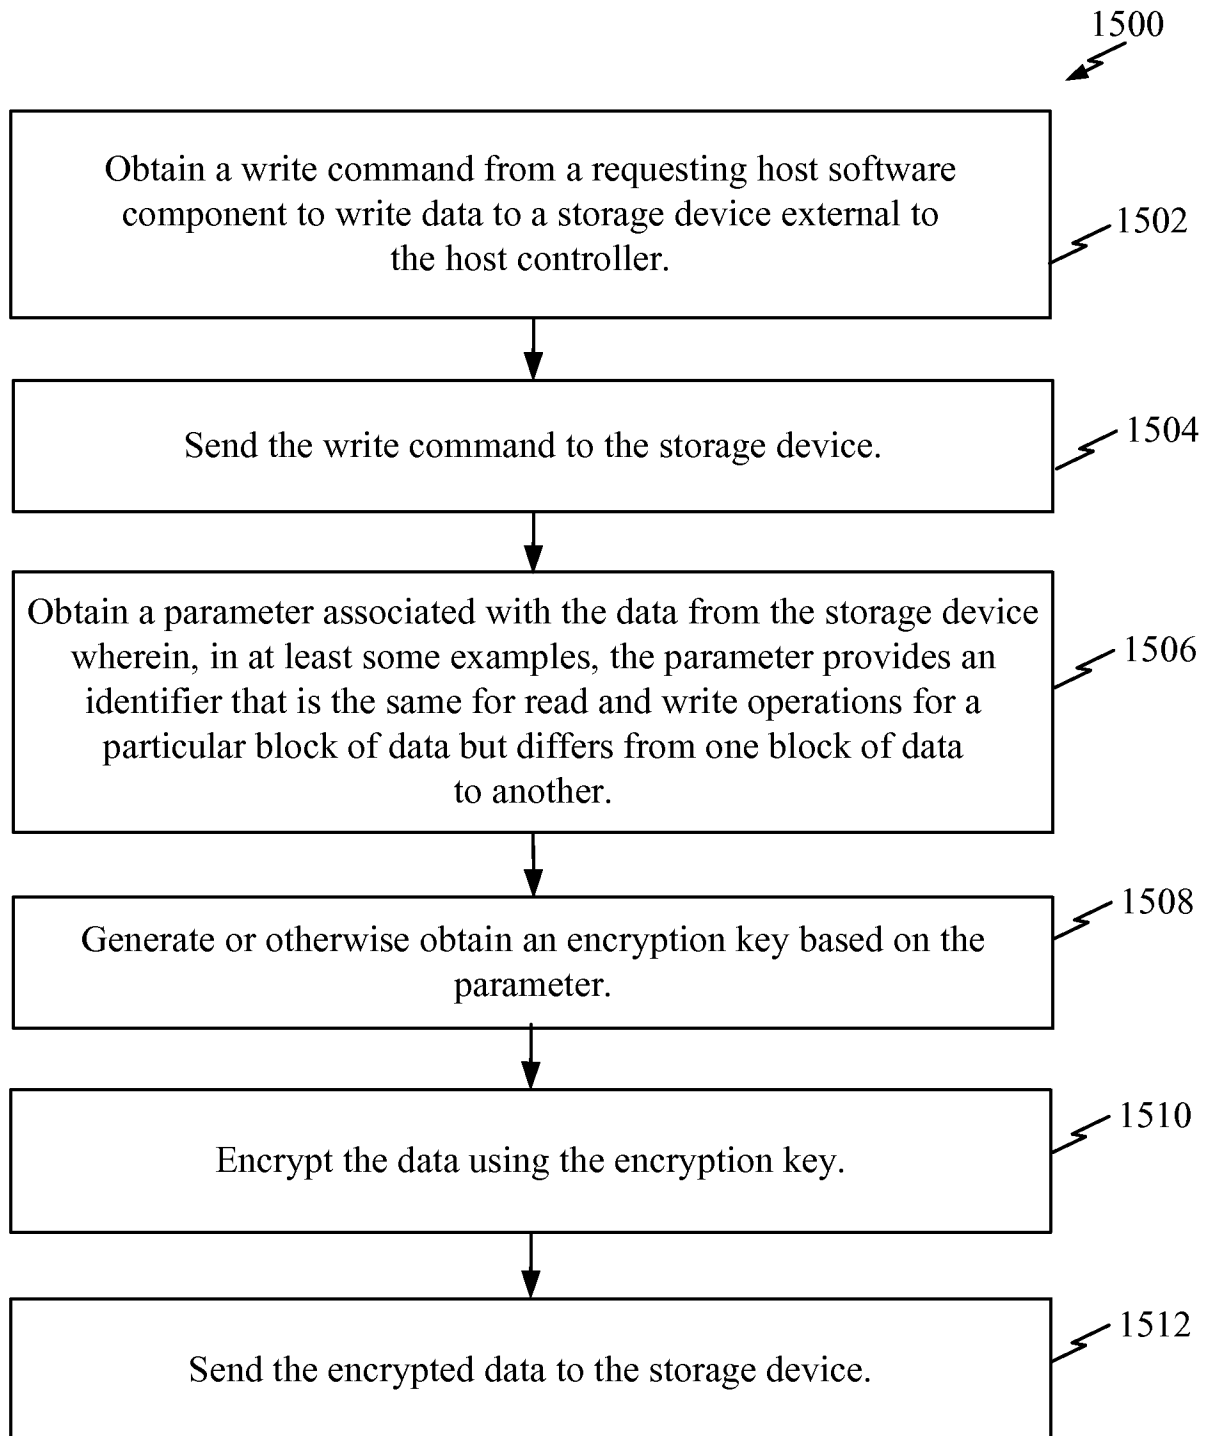 1500
Obtain a write command from a requesting host software
component to write data to a storage device external to
the host controller.
1502
Send the write command to the storage device.
1504
Obtain a parameter associated with the data from the storage device
wherein, in at least some examples, the parameter provides an
identifier that is the same for read and write operations for a
particular block of data but differs from one block of data
to another.
1506
Generate or otherwise obtain an encryption key based on the
parameter.
1508
Encrypt the data using the encryption key.
1510
Send the encrypted data to the storage device.
1512